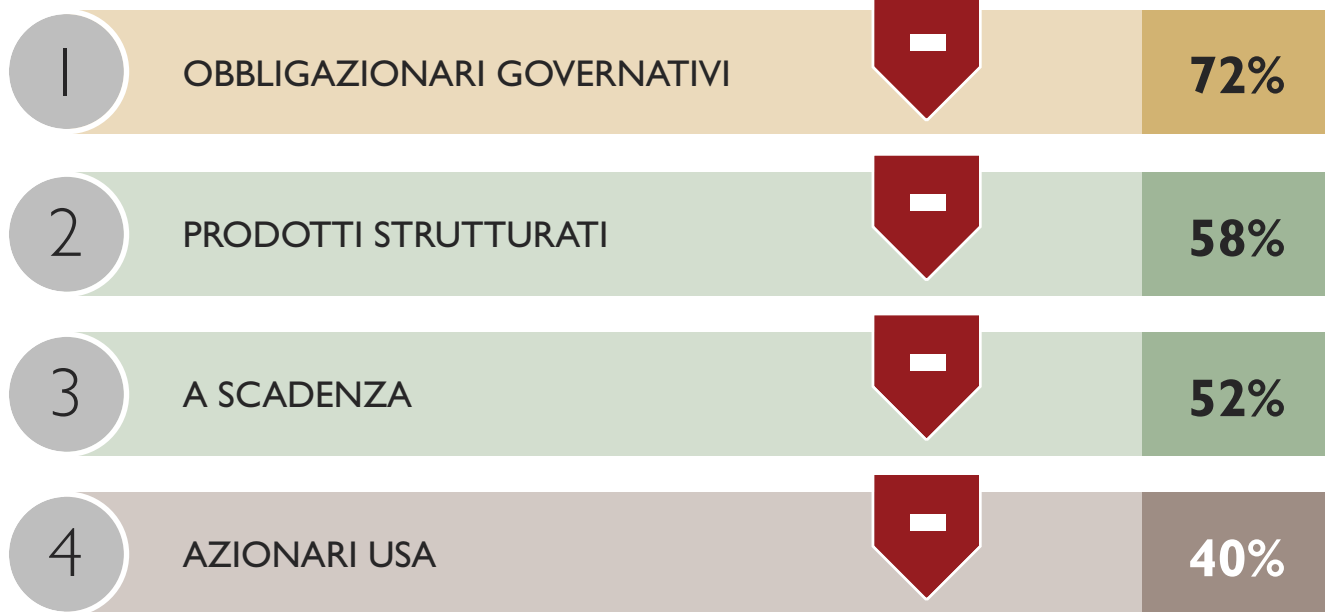 1 OBBLIGAZIONARI GOVERNATIVI - 72%
2 PRODOTTI STRUTTURATI - 58%
3 A SCADENZA - 52%
4 AZIONARI USA - 40%